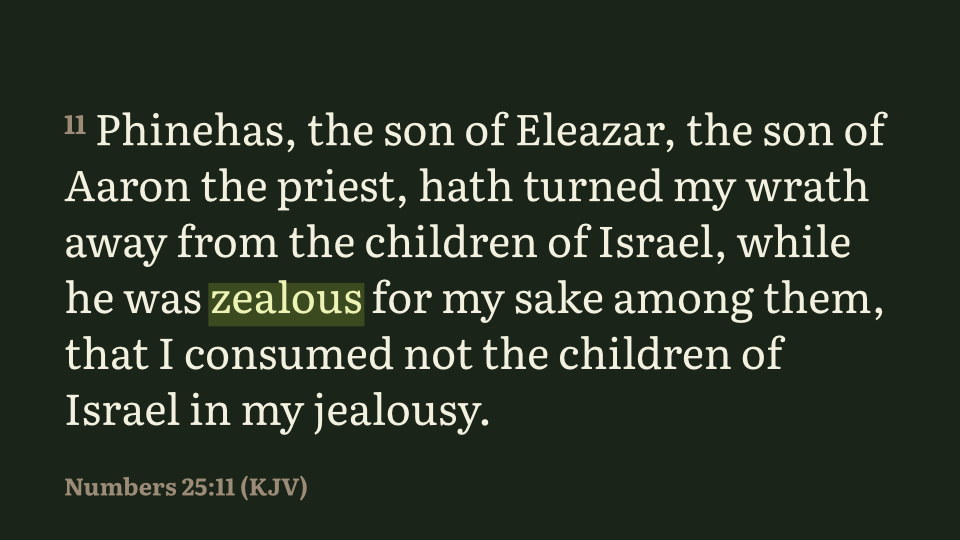 11 Phinehas, the son of Eleazar, the son of
Aaron the priest, hath turned my wrath
away from the children of Israel, while
he was zealous for my sake among them,
that I consumed not the children of
Israel in my jealousy.
Numbers 25:11 (KJV)